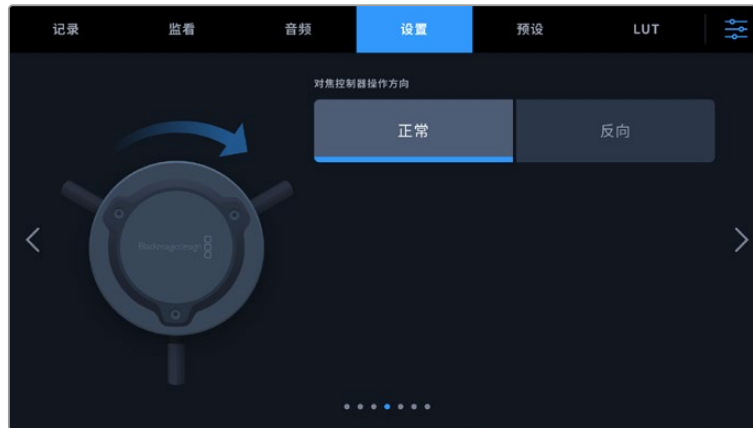 记录 监看 音频 设置 预设 LUT
对焦控制器操作方向
正常 反向
Blackmagicdesign